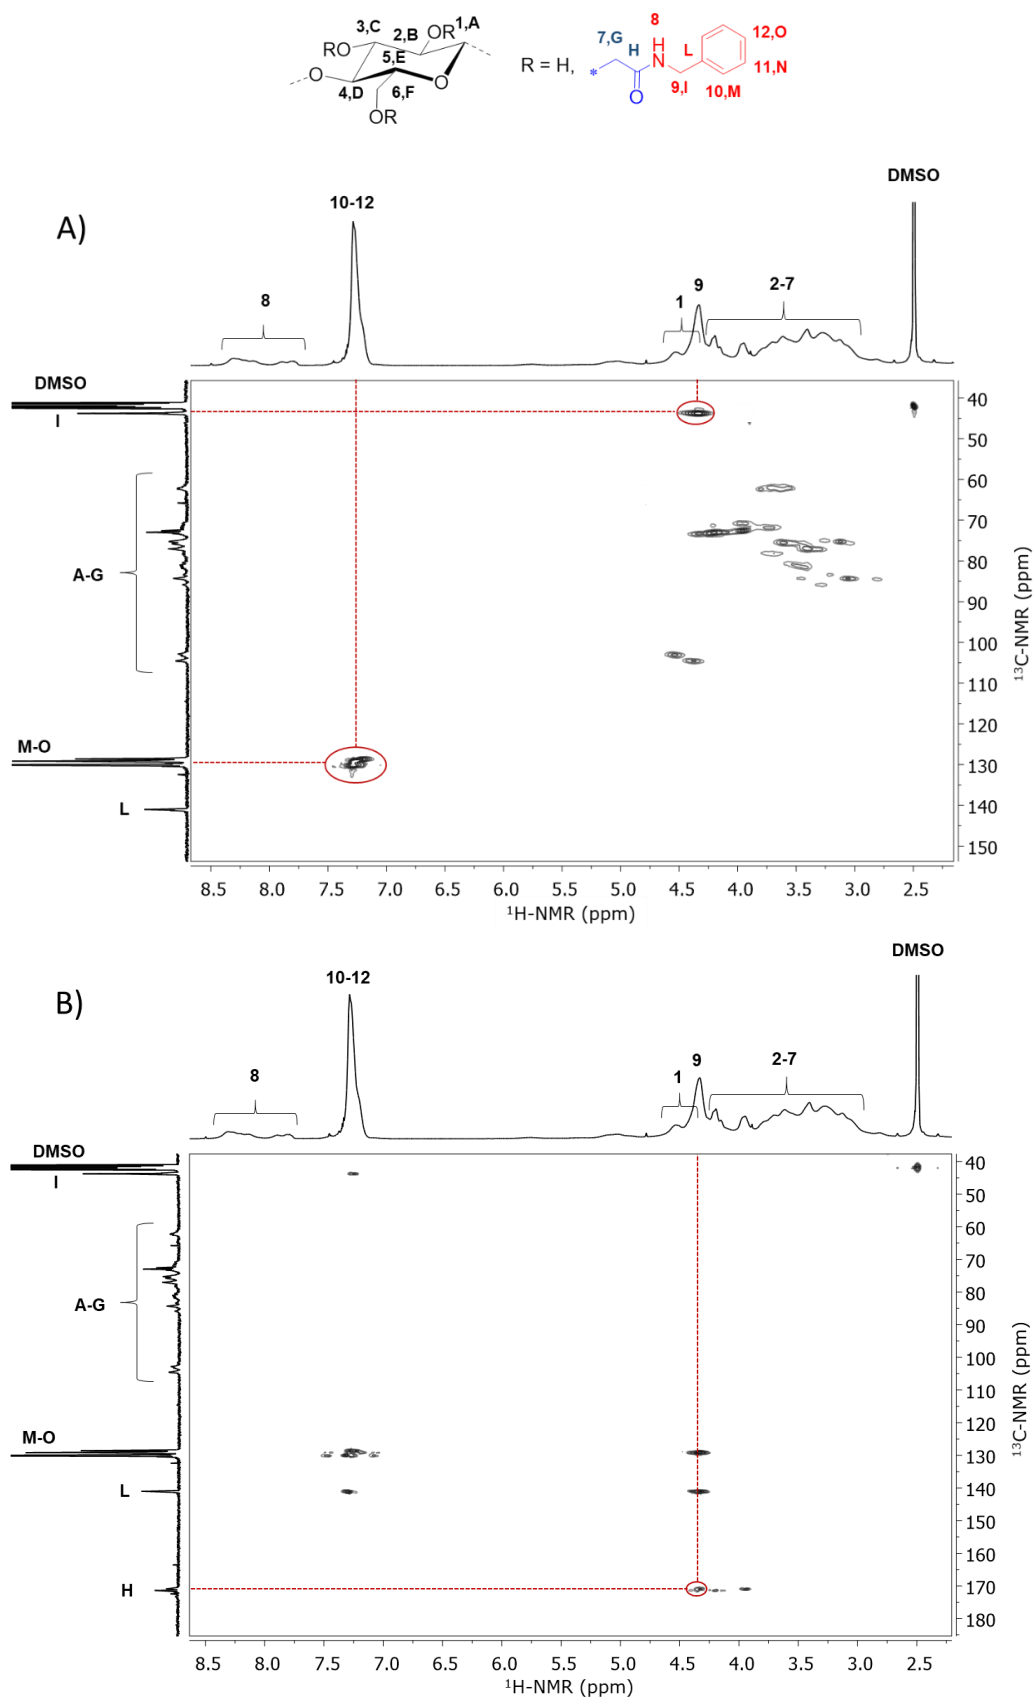 3,C
RO
1,A
2,B
8
7,G
H
H
L
12,O
RO
5,E
R = H,
*
N
11,N
O
O
4,D
6,F
O
9,I
10,M
OR
A)
DMSO
10-12
8
1
9
2-7
DMSO
I
A-G
M-O
L
40
50
60
70
80
90
100
110
120
130
140
150
13C-NMR (ppm)
8.5 8.0 7.5 7.0 6.5 6.0 5.5 5.0 4.5 4.0 3.5 3.0 2.5
1H-NMR (ppm)
B)
DMSO
10-12
8
1
9
2-7
DMSO
I
A-G
M-O
L
H
40
50
60
70
80
90
100
110
120
130
140
150
160
170
180
13C-NMR (ppm)
8.5 8.0 7.5 7.0 6.5 6.0 5.5 5.0 4.5 4.0 3.5 3.0 2.5
1H-NMR (ppm)